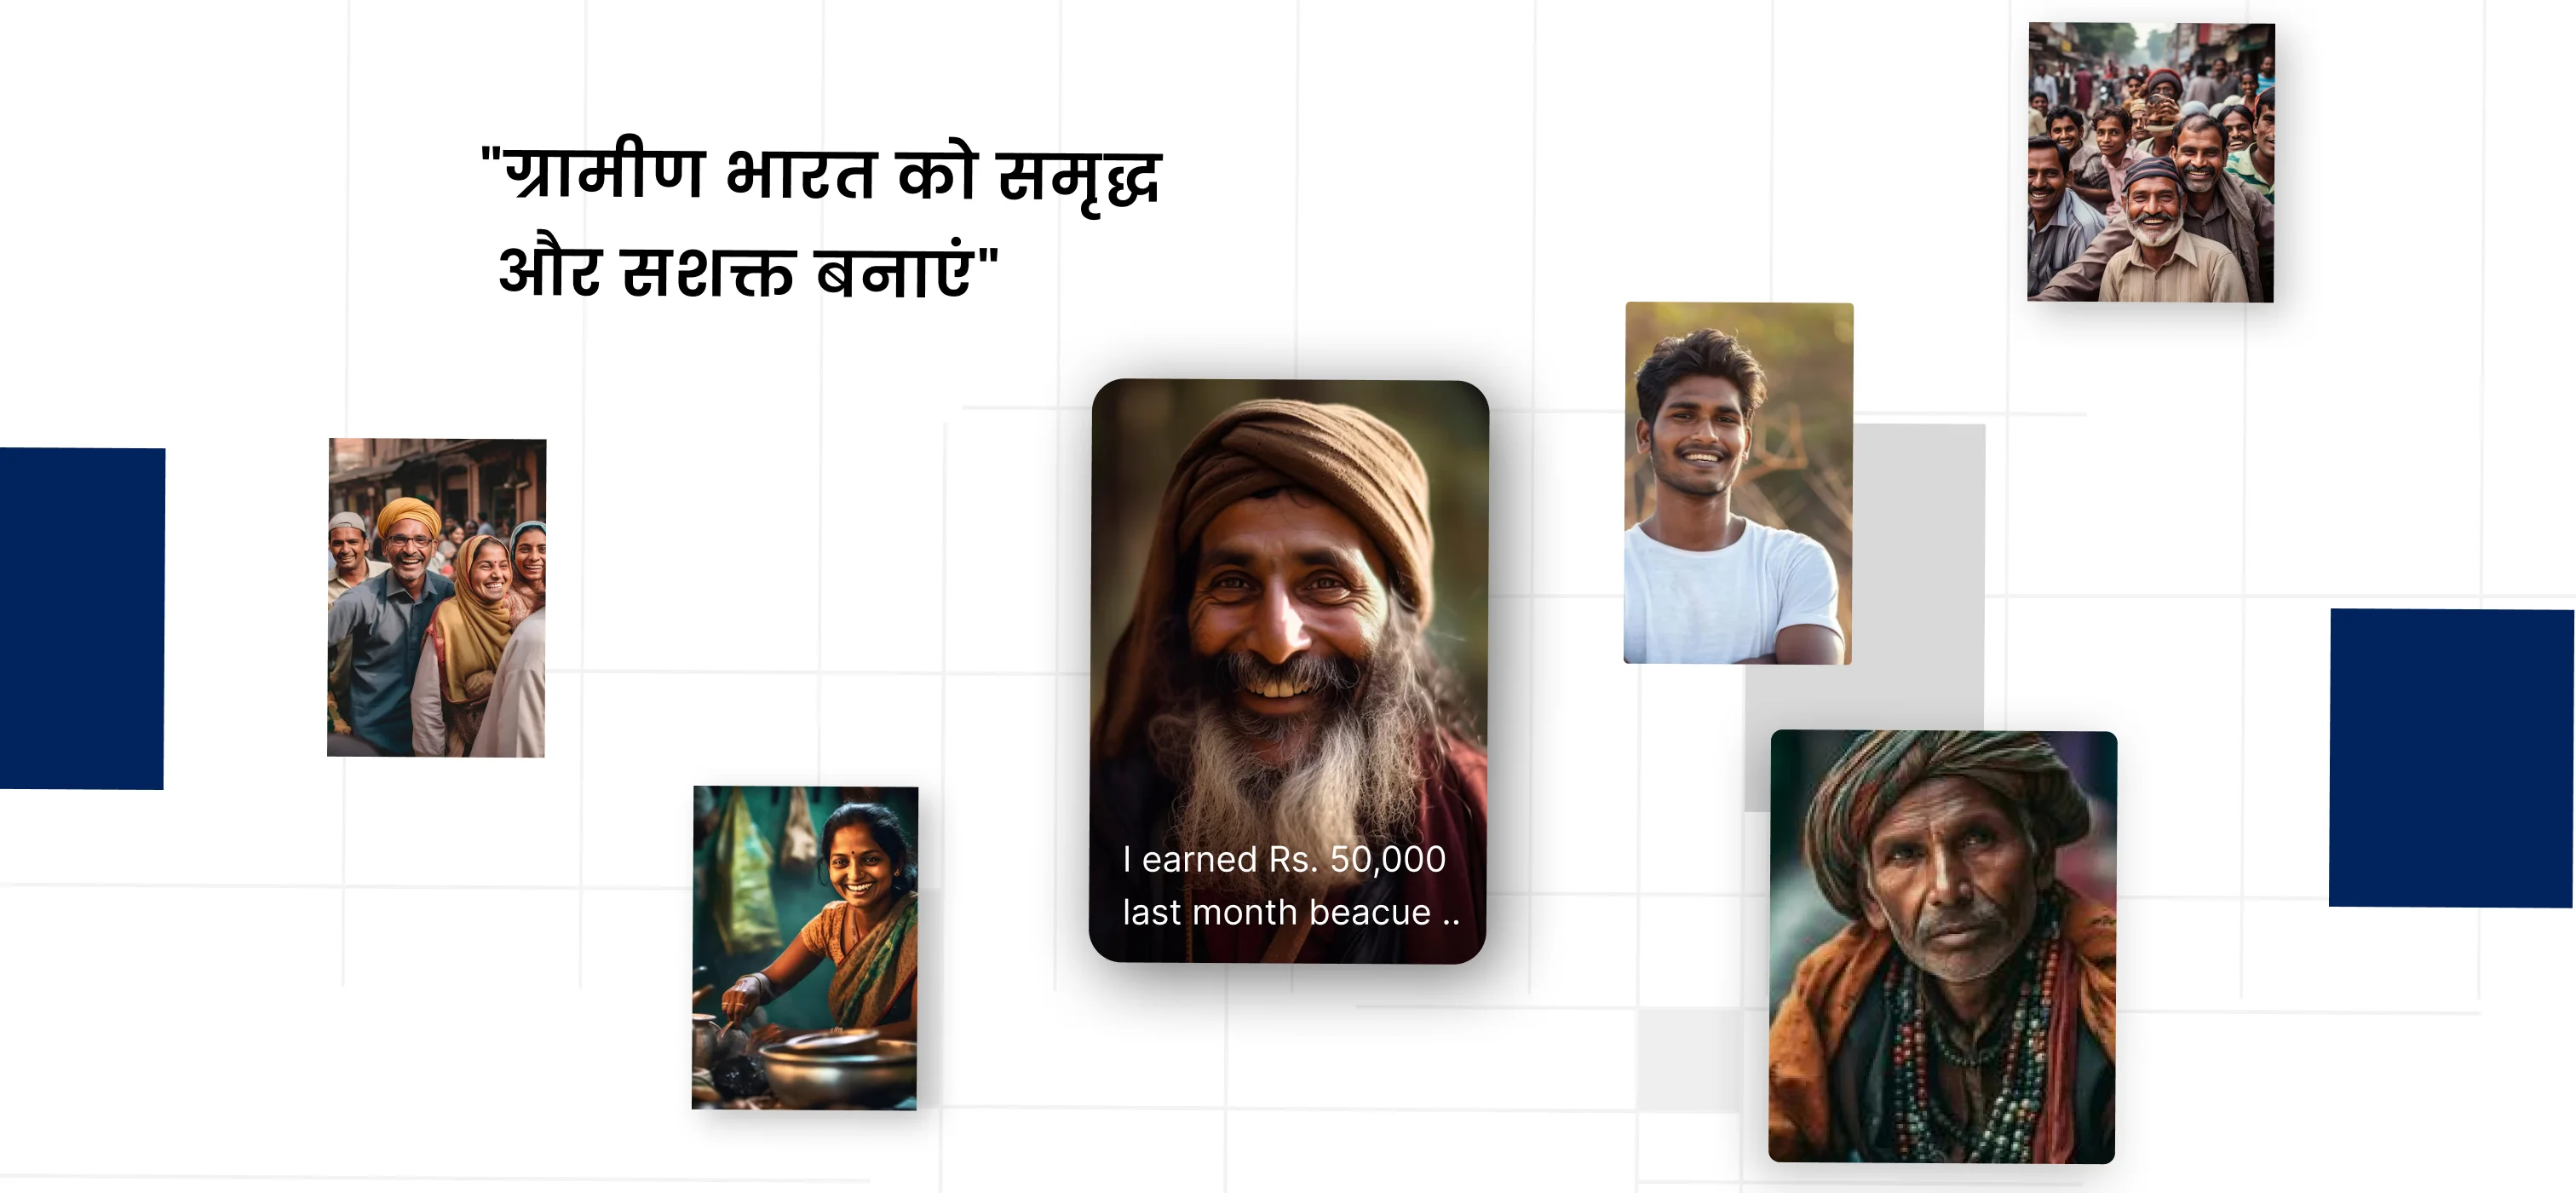 "ग्रामीण भारत को समृद्ध
और सशक्त बनाएं"
I earned Rs. 50,000
last month beacue ..